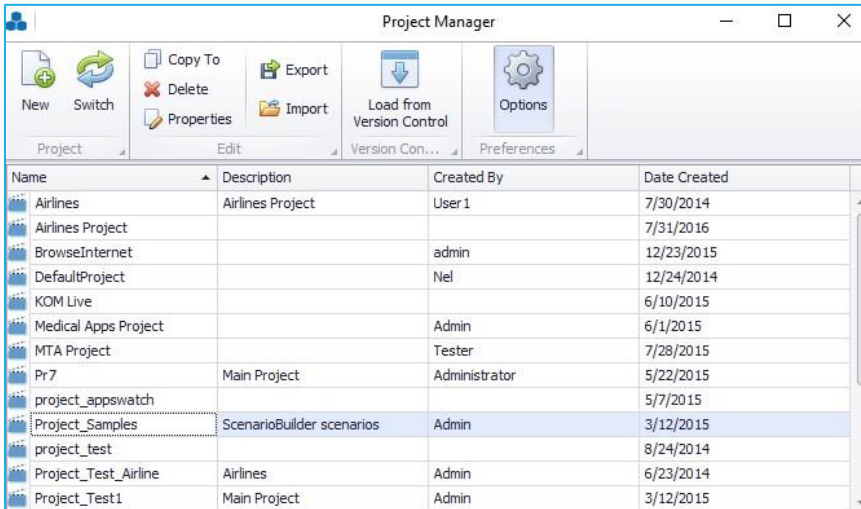 Project Manager
New
Switch
Copy To
Delete
Properties
Export
Import
Load from
Version Control
Options
Project
Edit
Version Con...
Preferences
Name Description Created By Date Created
Airlines Airlines Project User1 7/30/2014
Airlines Project 7/31/2016
BrowseInternet admin 12/23/2015
DefaultProject Nel 12/24/2014
KOM Live 6/10/2015
Medical Apps Project Admin 6/1/2015
MTA Project Tester 7/28/2015
Pr7 Main Project Administrator 5/22/2015
project_appswatch 5/7/2015
Project_Samples ScenarioBuilder scenarios Admin 3/12/2015
project_test 8/24/2014
Project_Test_Airline Airlines Admin 6/23/2014
Project_Test1 Main Project Admin 3/12/2015